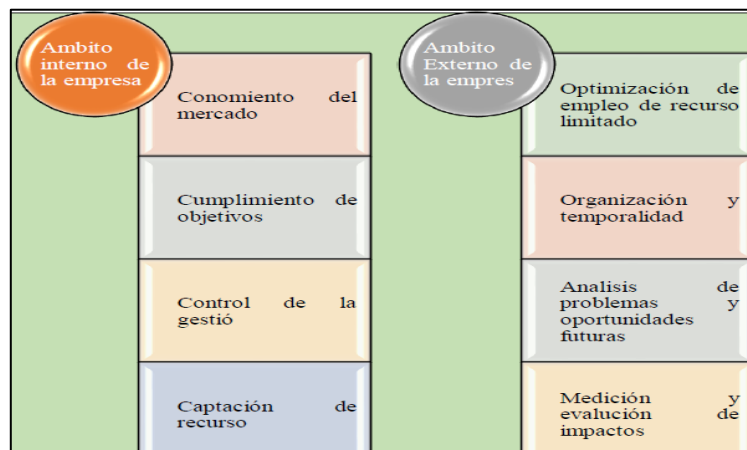 Ambito
interno de
la empresa
Conomiento del
mercado
Cumplimiento de
objetivos
Control de la
gestió
Captación de
recurso
Ambito
Externo de
la empres
Optimización de
empleo de recurso
limitado
Organización y
temporalidad
Analisis de
problemas y
oportunidades
futuras
Medición y
evalución de
impactos